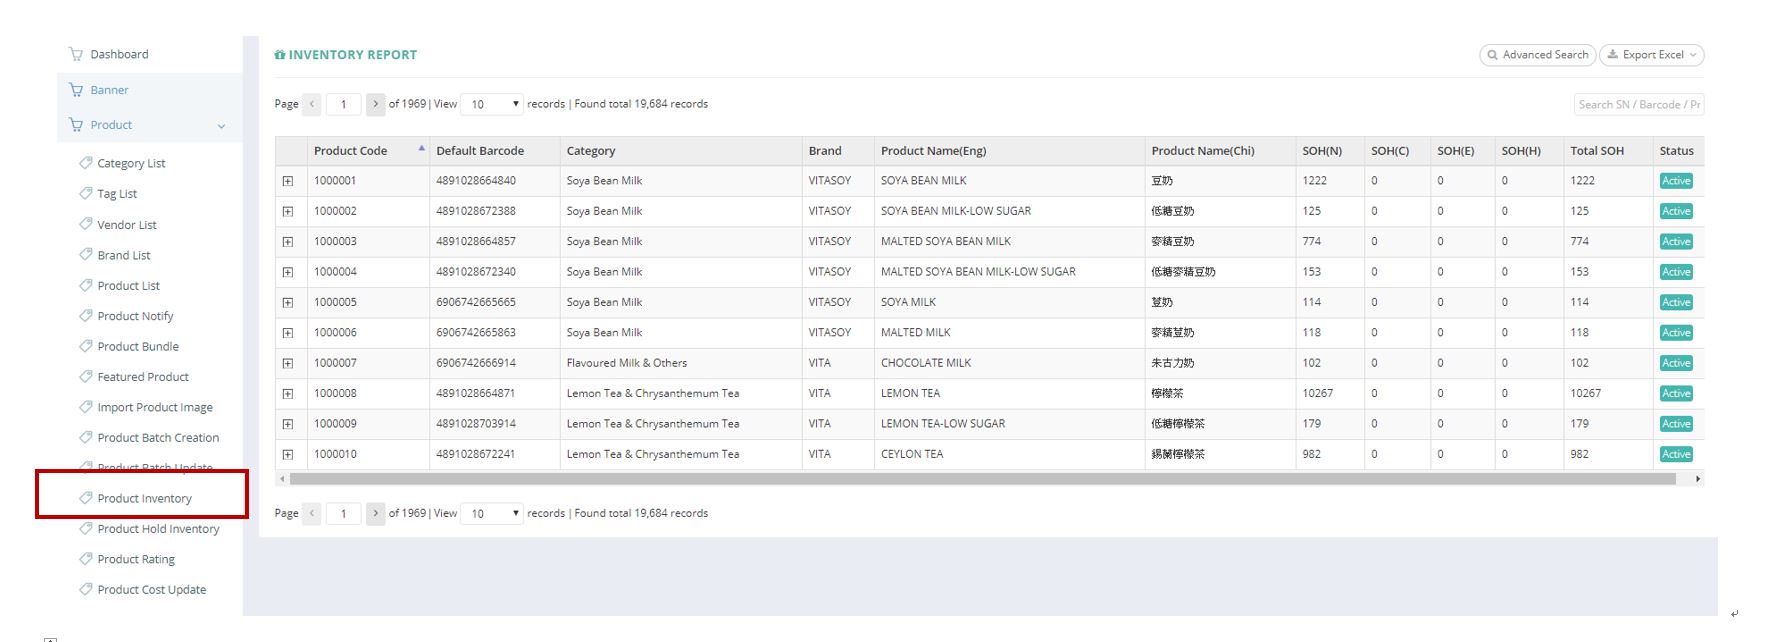 Dashboard
Banner
Product
Category List
Tag List
Vendor List
Brand List
Product List
Product Notify
Product Bundle
Featured Product
Import Product Image
Product Batch Creation
Product Batch Update
Product Inventory
Product Hold Inventory
Product Rating
Product Cost Update
INVENTORY REPORT
Advanced Search Export Excel
Page < 1 > of 1969 | View 10 records | Found total 19,684 records
Search SN / Barcode / Pr
Product Code Default Barcode Category Brand Product Name(Eng) Product Name(Chi) SOH(N) SOH(C) SOH(E) SOH(H) Total SOH Status
1000001 4891028664840 Soya Bean Milk VITASOY SOYA BEAN MILK 豆奶 1222 0 0 0 1222 Active
1000002 4891028672388 Soya Bean Milk VITASOY SOYA BEAN MILK-LOW SUGAR 低糖豆奶 125 0 0 0 125 Active
1000003 4891028664857 Soya Bean Milk VITASOY MALTED SOYA BEAN MILK 麥精豆奶 774 0 0 0 774 Active
1000004 4891028672340 Soya Bean Milk VITASOY MALTED SOYA BEAN MILK-LOW SUGAR 低糖麥精豆奶 153 0 0 0 153 Active
1000005 6906742665665 Soya Bean Milk VITASOY SOYA MILK 荳奶 114 0 0 0 114 Active
1000006 6906742665863 Soya Bean Milk VITASOY MALTED MILK 麥精荳奶 118 0 0 0 118 Active
1000007 6906742666914 Flavoured Milk & Others VITA CHOCOLATE MILK 朱古力奶 102 0 0 0 102 Active
1000008 4891028664871 Lemon Tea & Chrysanthemum Tea VITA LEMON TEA 檸檬茶 10267 0 0 0 10267 Active
1000009 4891028703914 Lemon Tea & Chrysanthemum Tea VITA LEMON TEA-LOW SUGAR 低糖檸檬茶 179 0 0 0 179 Active
1000010 4891028672241 Lemon Tea & Chrysanthemum Tea VITA CEYLON TEA 錫蘭檸檬茶 982 0 0 0 982 Active
Page < 1 > of 1969 | View 10 records | Found total 19,684 records